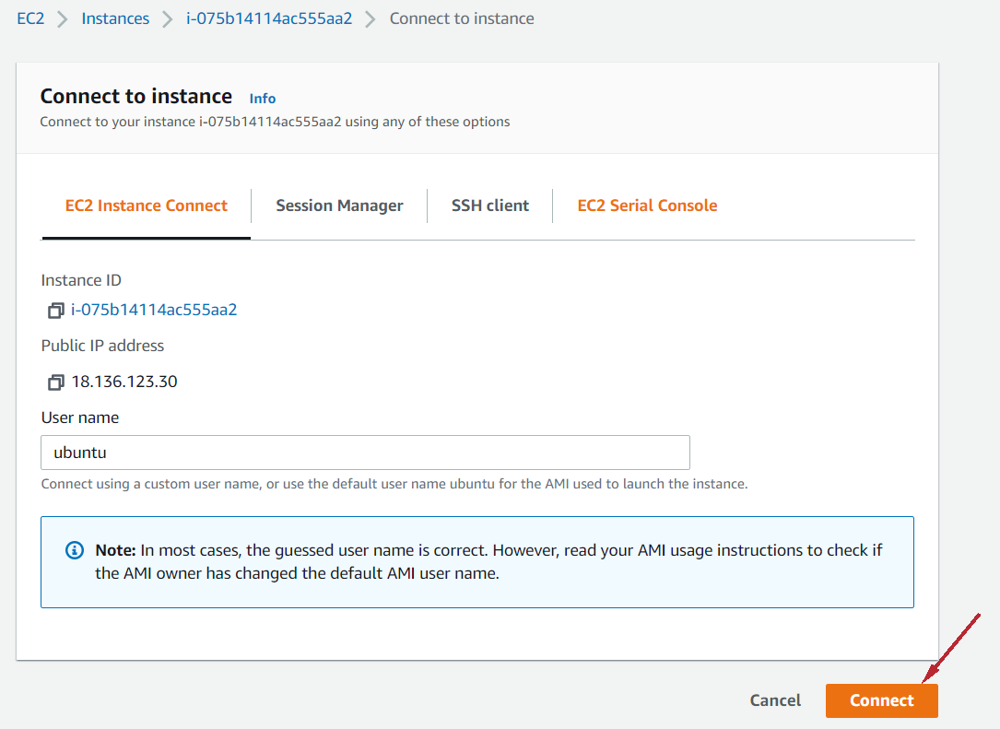 EC2 Instances i-075b14114ac555aa2 Connect to instance
Connect to instance Info
Connect to your instance i-075b14114ac555aa2 using any of these options
EC2 Instance Connect Session Manager SSH client EC2 Serial Console
Instance ID
i-075b14114ac555aa2
Public IP address
18.136.123.30
User name
ubuntu
Connect using a custom user name, or use the default user name ubuntu for the AMI used to launch the instance.
Note: In most cases, the guessed user name is correct. However, read your AMI usage instructions to check if
the AMI owner has changed the default AMI user name.
Cancel Connect